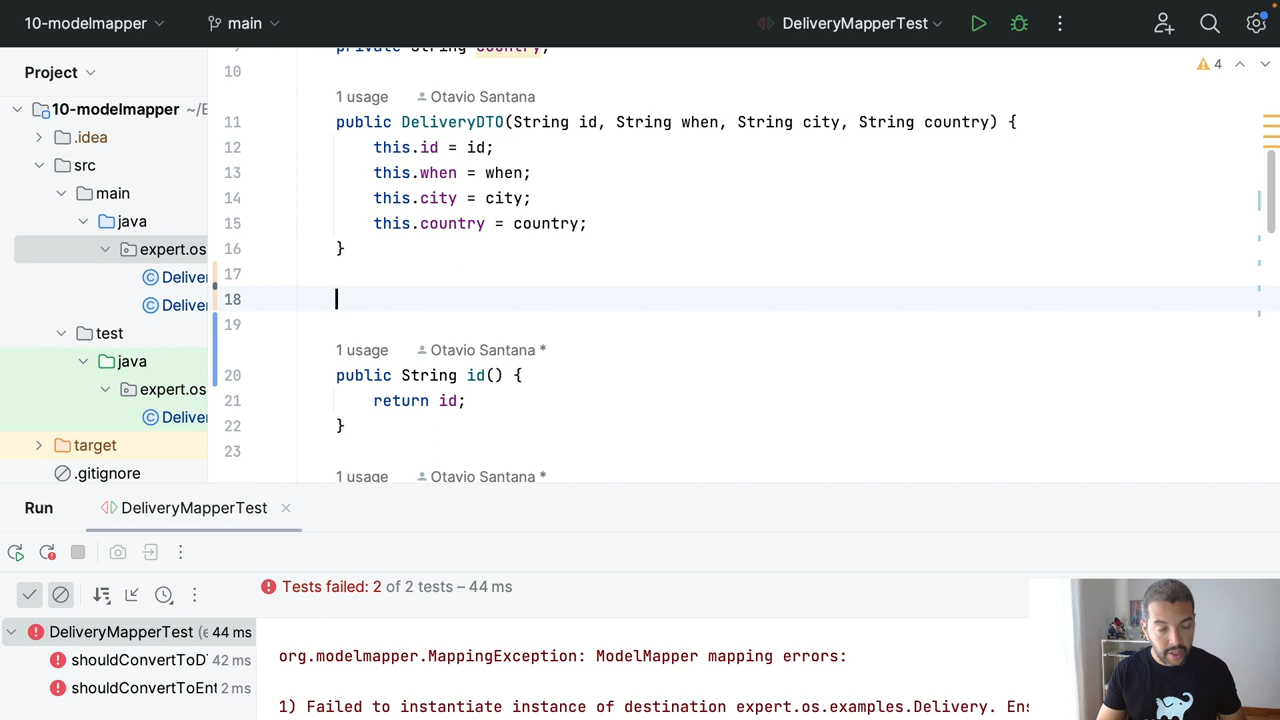 10-modelmapper main DeliveryMapperTest
Project
10-modelmapper ~/E
.idea
src
main
java
expert.os
Deliver
Deliver
test
java
expert.os
Deliver
target
.gitignore
private String country;
10
1 usage Otavio Santana
11 public DeliveryDTO(String id, String when, String city, String country) {
12 this.id = id;
13 this.when = when;
14 this.city = city;
15 this.country = country;
16 }
17
18
19
1 usage Otavio Santana *
20 public String id() {
21 return id;
22 }
23
1 usage Otavio Santana *
4
Run DeliveryMapperTest
Tests failed: 2 of 2 tests – 44 ms
DeliveryMapperTest (e 44 ms
shouldConvertToD 42 ms
shouldConvertToEnt 2 ms
org.modelmapper.MappingException: ModelMapper mapping errors:
1) Failed to instantiate instance of destination expert.os.examples.Delivery. Ens